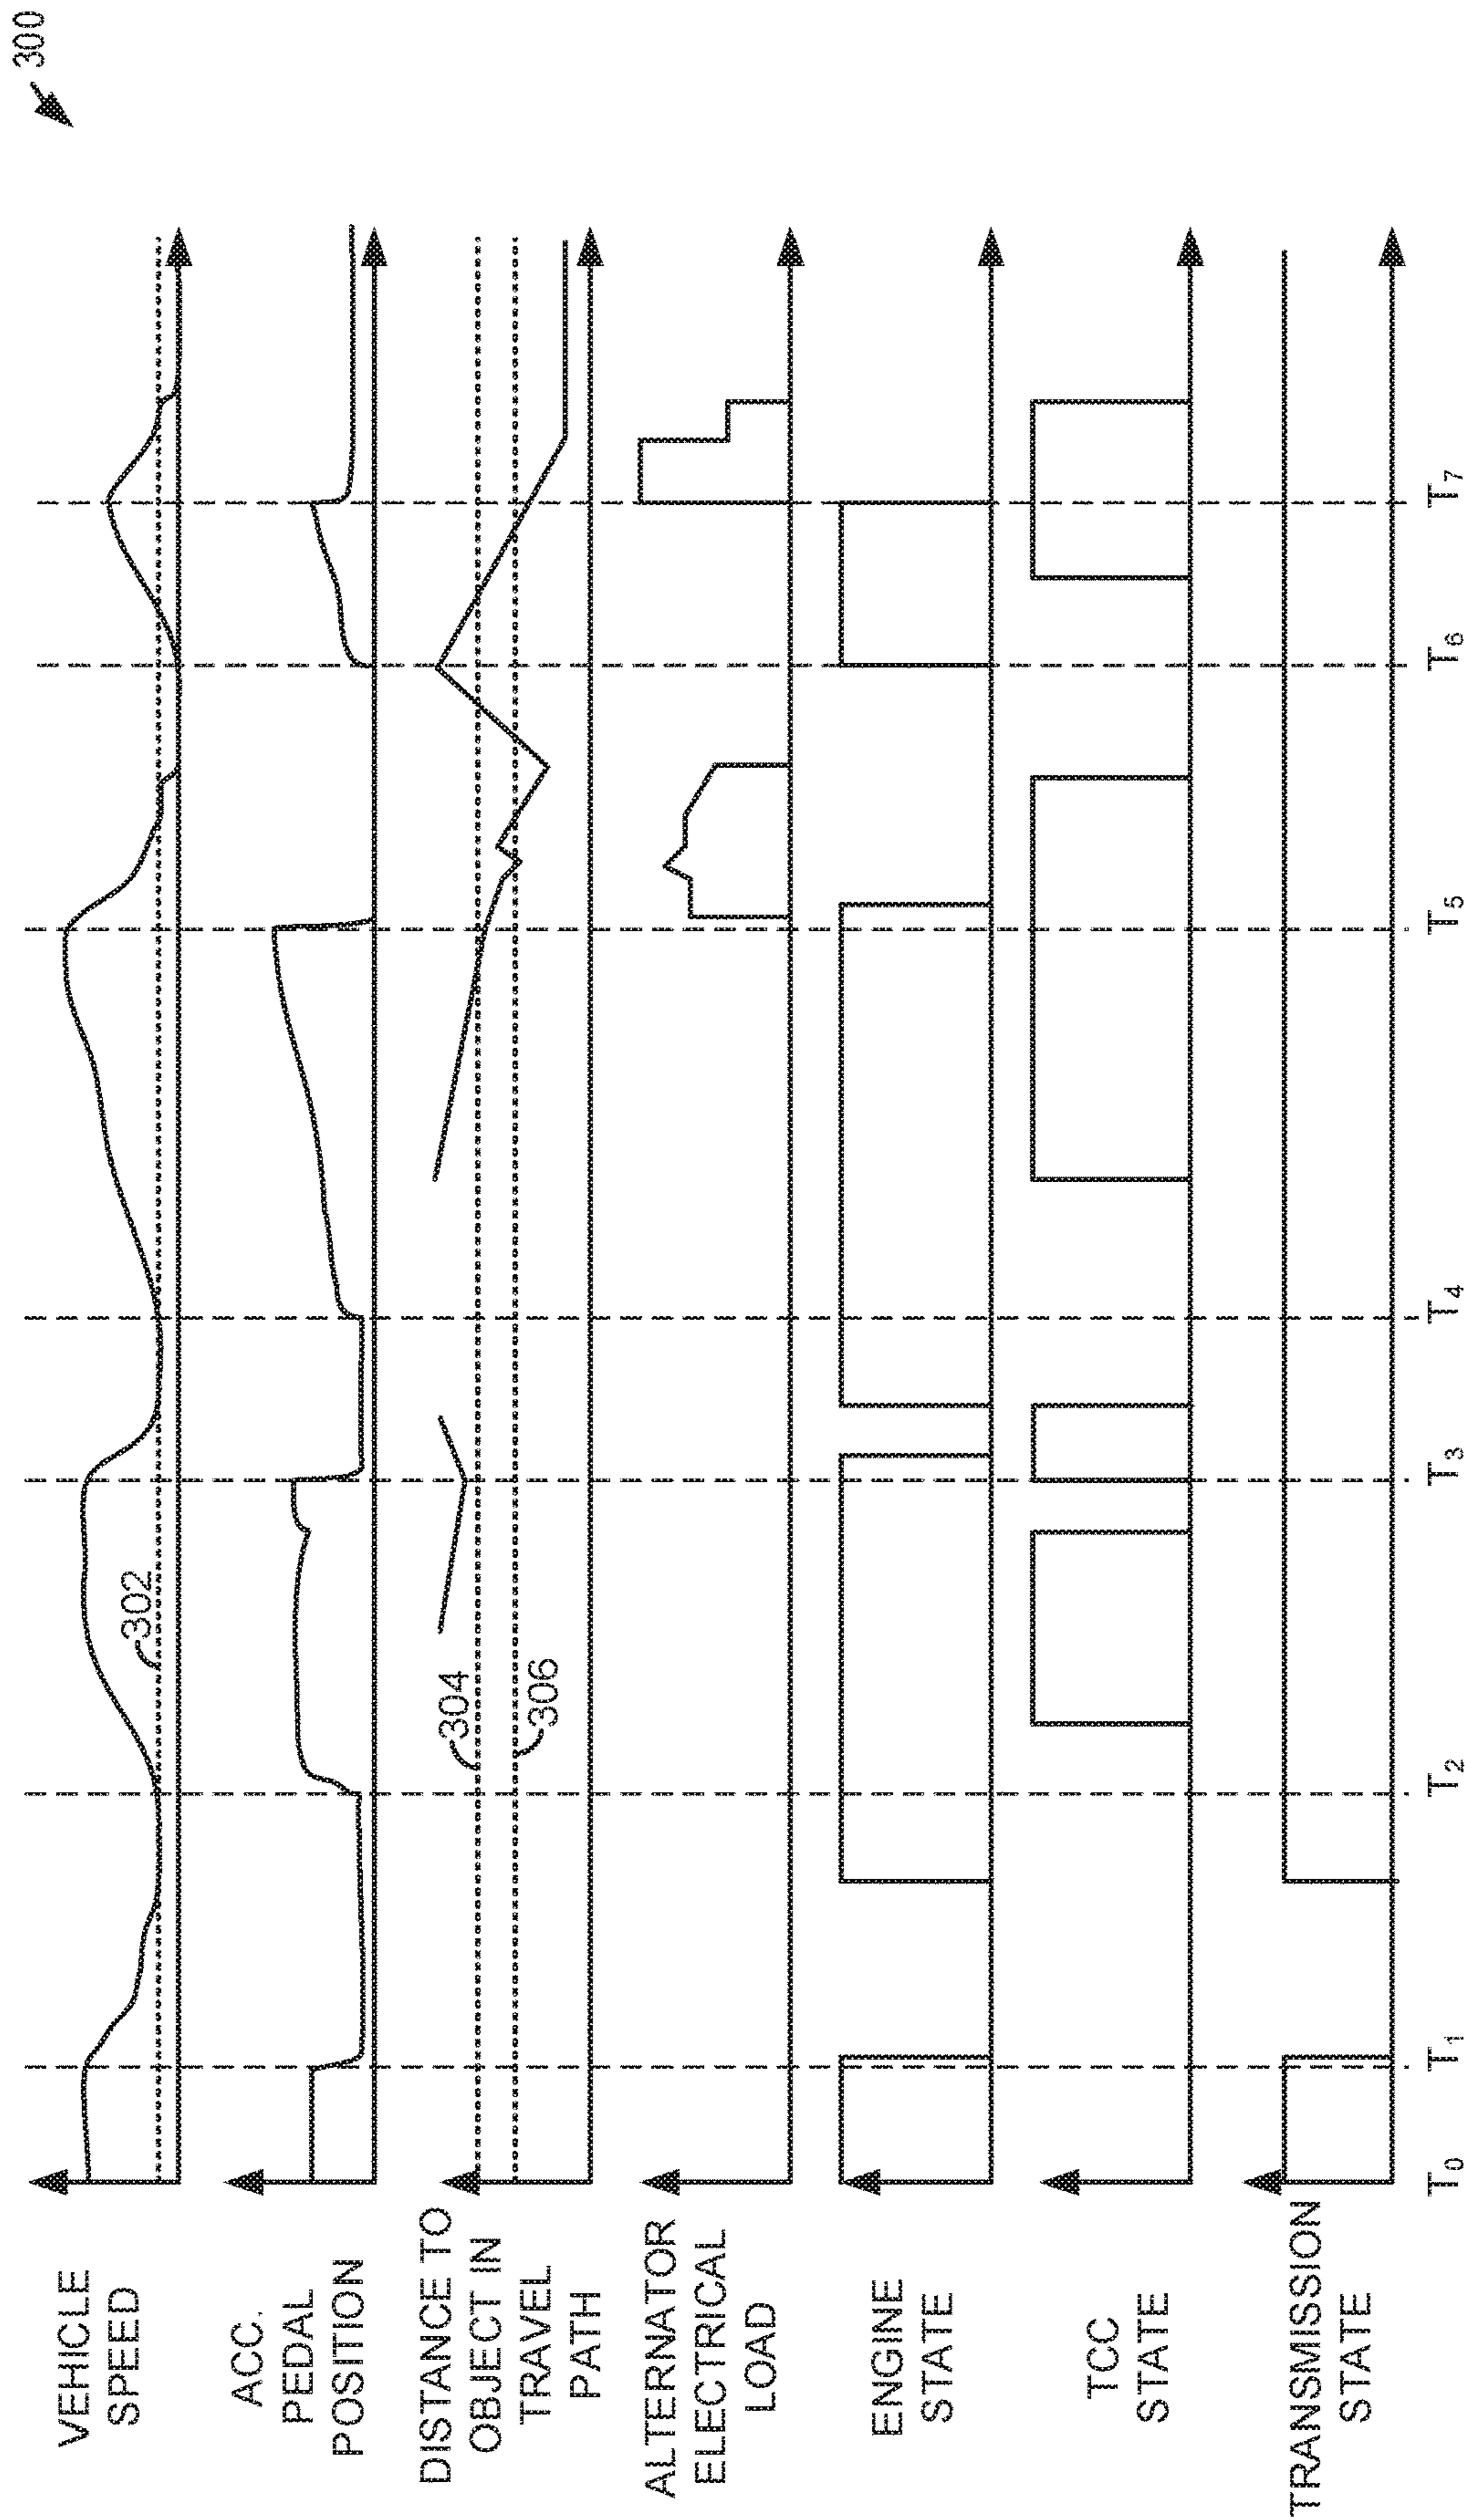 300
VEHICLE
SPEED
302
ACC.
PEDAL
POSITION
DISTANCE TO
OBJECT IN
TRAVEL
PATH
304
306
ALTERNATOR
ELECTRICAL
LOAD
ENGINE
STATE
TCC
STATE
TRANSMISSION
STATE
T0 T1 T2 T3 T4 T5 T6 T7